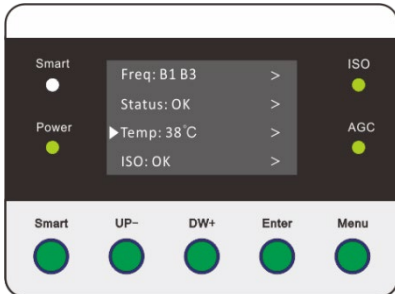 Smart
ISO
Power
AGC
Freq: B1 B3 >
Status: OK >
Temp: 38℃ >
ISO: OK >
Smart UP- DW+ Enter Menu